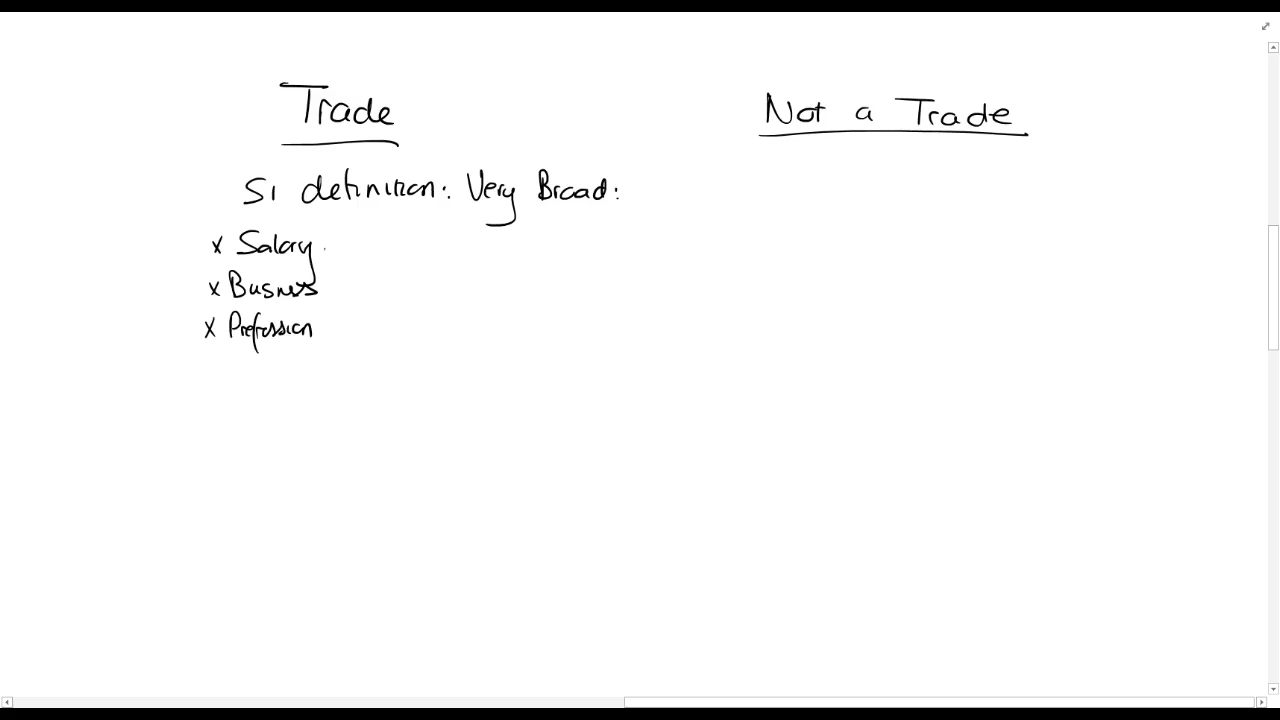 Trade
Not a Trade
S1 definition: Very Broad:
x Salary
x Business
x Profession